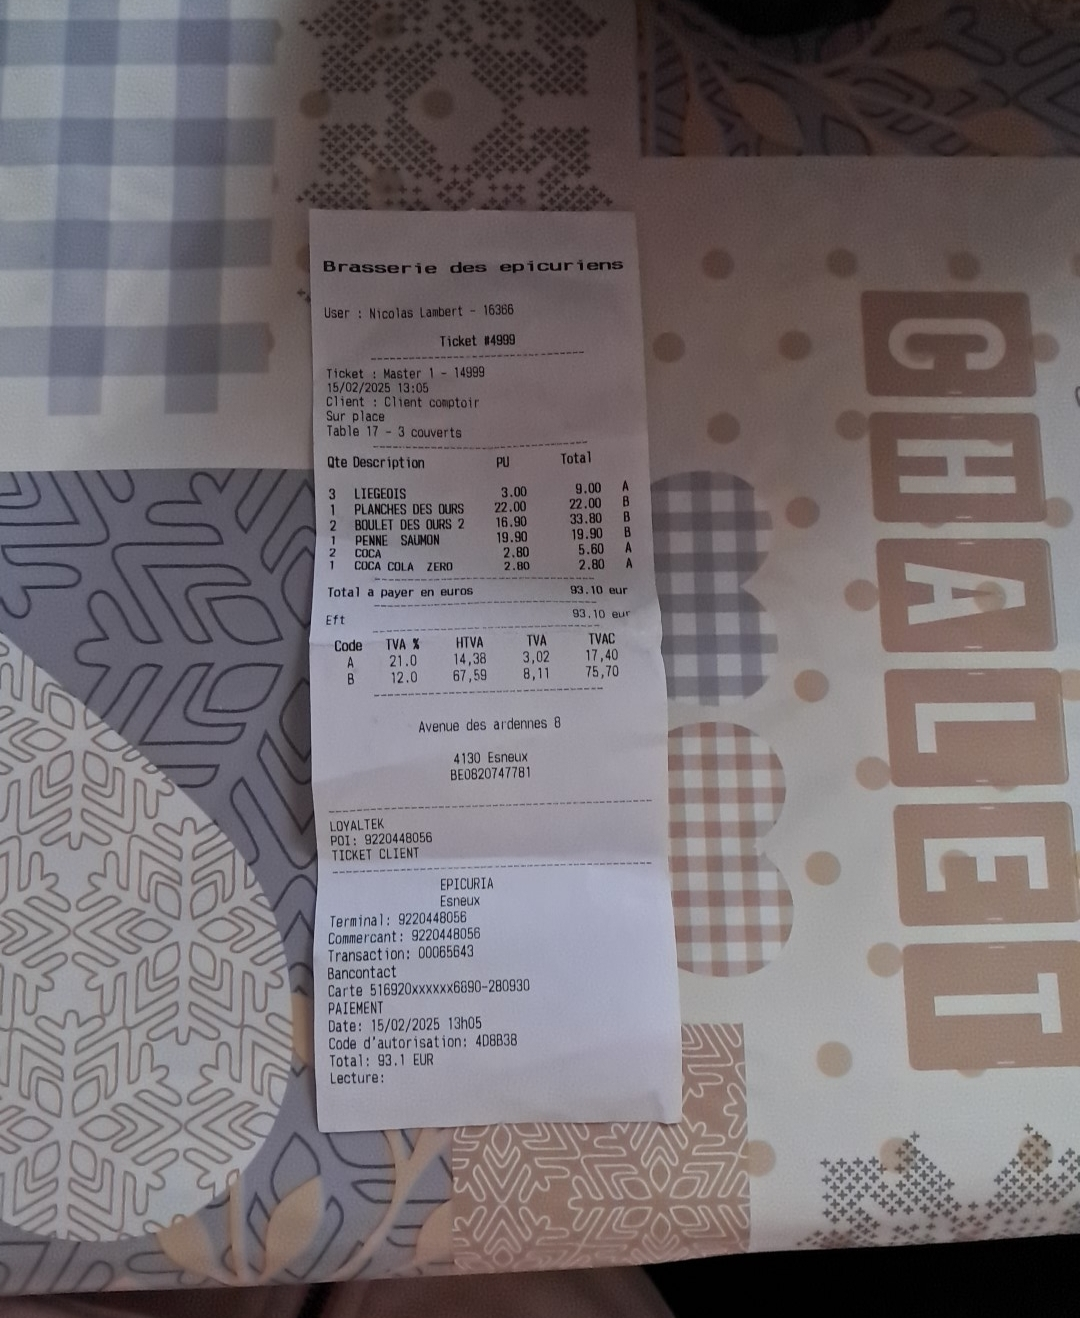 Brasserie des epicuriens
User : Nicolas Lambert - 16366
Ticket #4999
Ticket : Master 1 - 14999
15/02/2025 13:05
Client : Client comptoir
Sur place
Table 17 - 3 couverts
Qte Description PU Total
3 LIEGEOIS 3.00 9.00 A
1 PLANCHES DES OURS 22.00 22.00 B
2 BOULET DES OURS 2 16.90 33.80 B
1 PENNE SAUMON 19.90 19.90 B
2 COCA 2.80 5.60 A
1 COCA COLA ZERO 2.80 2.80 A
Total a payer en euros 93.10 eur
Eft 93.10 eur
Code TVA % HTVA TVA TVAC
A 21.0 14,38 3,02 17,40
B 12.0 67,59 8,11 75,70
Avenue des ardennes 8
4130 Esneux
BE0820747781
LOYALTEK
POI: 9220448056
TICKET CLIENT
EPICURIA
Esneux
Terminal: 9220448056
Commercant: 9220448056
Transaction: 00065643
Bancontact
Carte 516920xxxxxx6890-280930
PAIEMENT
Date: 15/02/2025 13h05
Code d'autorisation: 4D8B38
Total: 93.1 EUR
Lecture:
CHALET